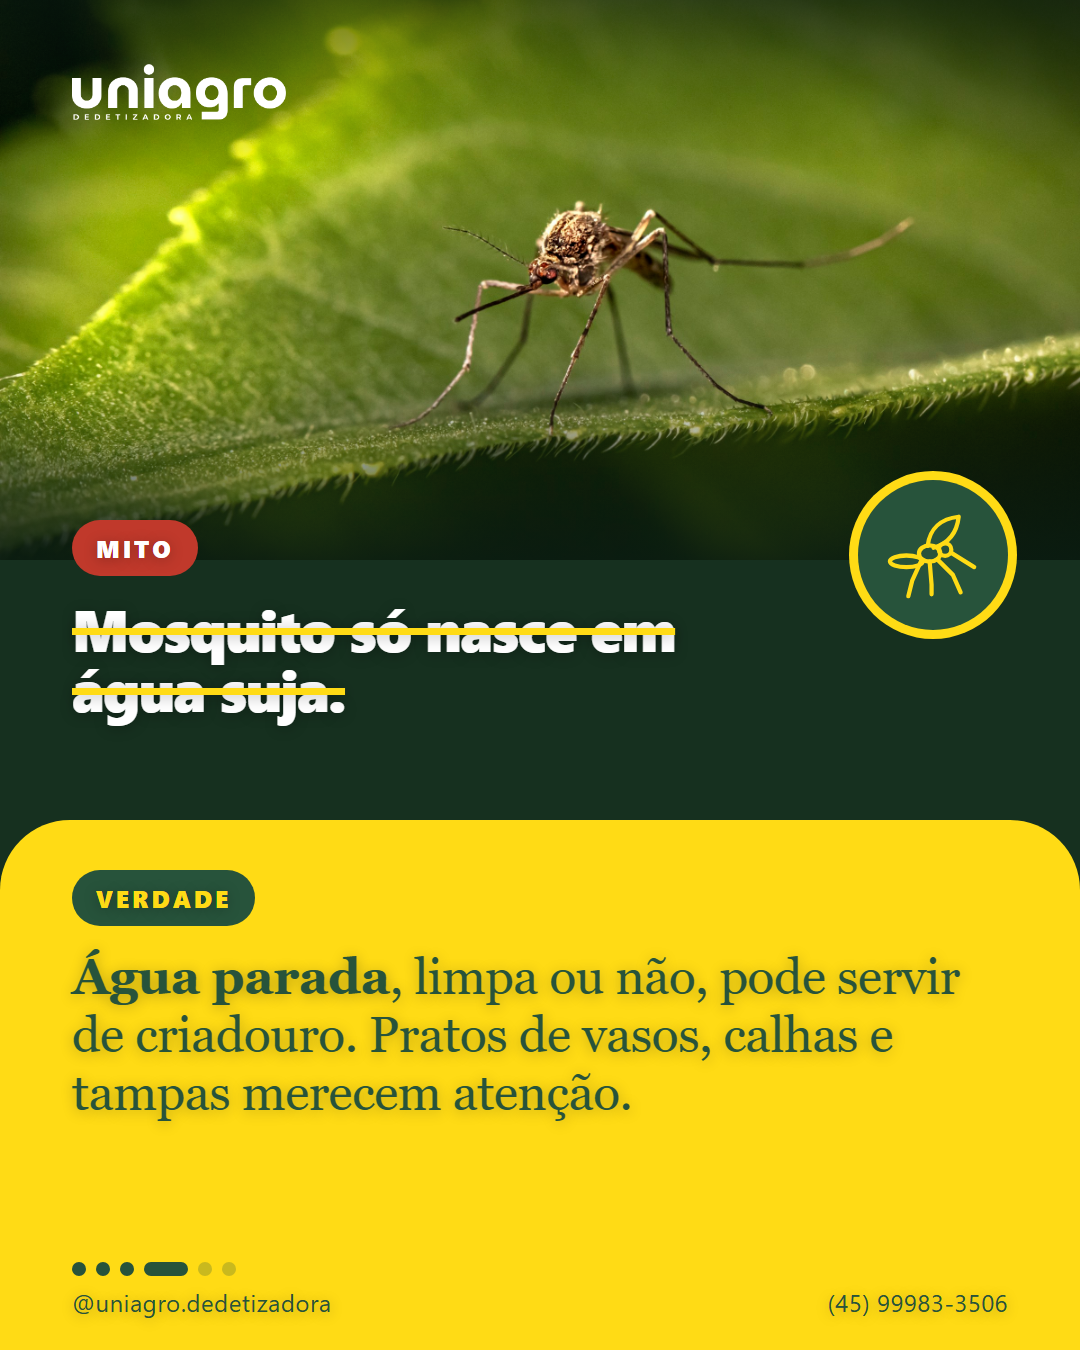 uniagro
DEDETIZADORA
MITO
Mosquito só nasce em
água suja.
VERDADE
Água parada, limpa ou não, pode servir
de criadouro. Pratos de vasos, calhas e
tampas merecem atenção.
@uniagro.dedetizadora
(45) 99983-3506